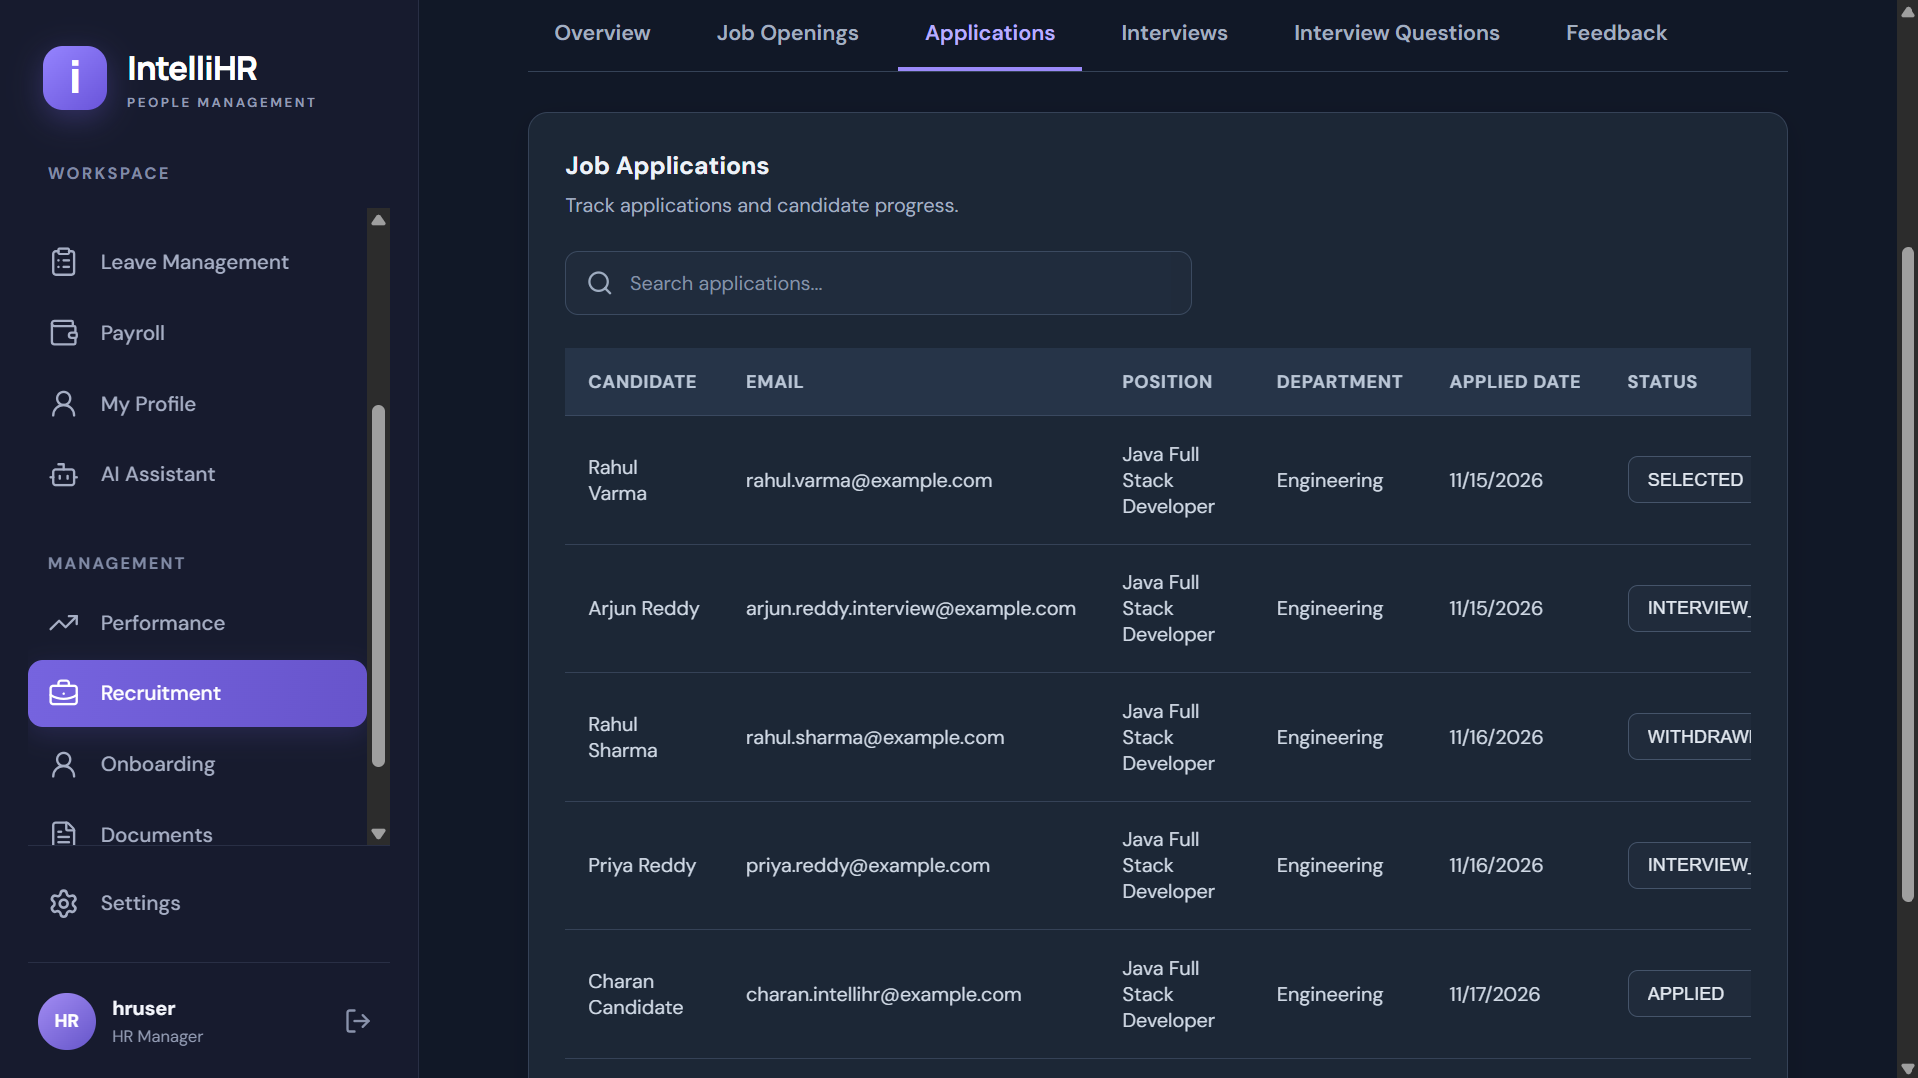 i
IntelliHR
PEOPLE MANAGEMENT
WORKSPACE
Leave Management
Payroll
My Profile
AI Assistant
MANAGEMENT
Performance
Recruitment
Onboarding
Documents
Settings
HR
hruser
HR Manager
Overview
Job Openings
Applications
Interviews
Interview Questions
Feedback
Job Applications
Track applications and candidate progress.
Search applications...
CANDIDATE EMAIL POSITION DEPARTMENT APPLIED DATE STATUS
Rahul
Varma
rahul.varma@example.com
Java Full
Stack
Developer
Engineering
11/15/2026
SELECTED
Arjun Reddy
arjun.reddy.interview@example.com
Java Full
Stack
Developer
Engineering
11/15/2026
INTERVIEW_
Rahul
Sharma
rahul.sharma@example.com
Java Full
Stack
Developer
Engineering
11/16/2026
WITHDRAW
Priya Reddy
priya.reddy@example.com
Java Full
Stack
Developer
Engineering
11/16/2026
INTERVIEW_
Charan
Candidate
charan.intellihr@example.com
Java Full
Stack
Developer
Engineering
11/17/2026
APPLIED